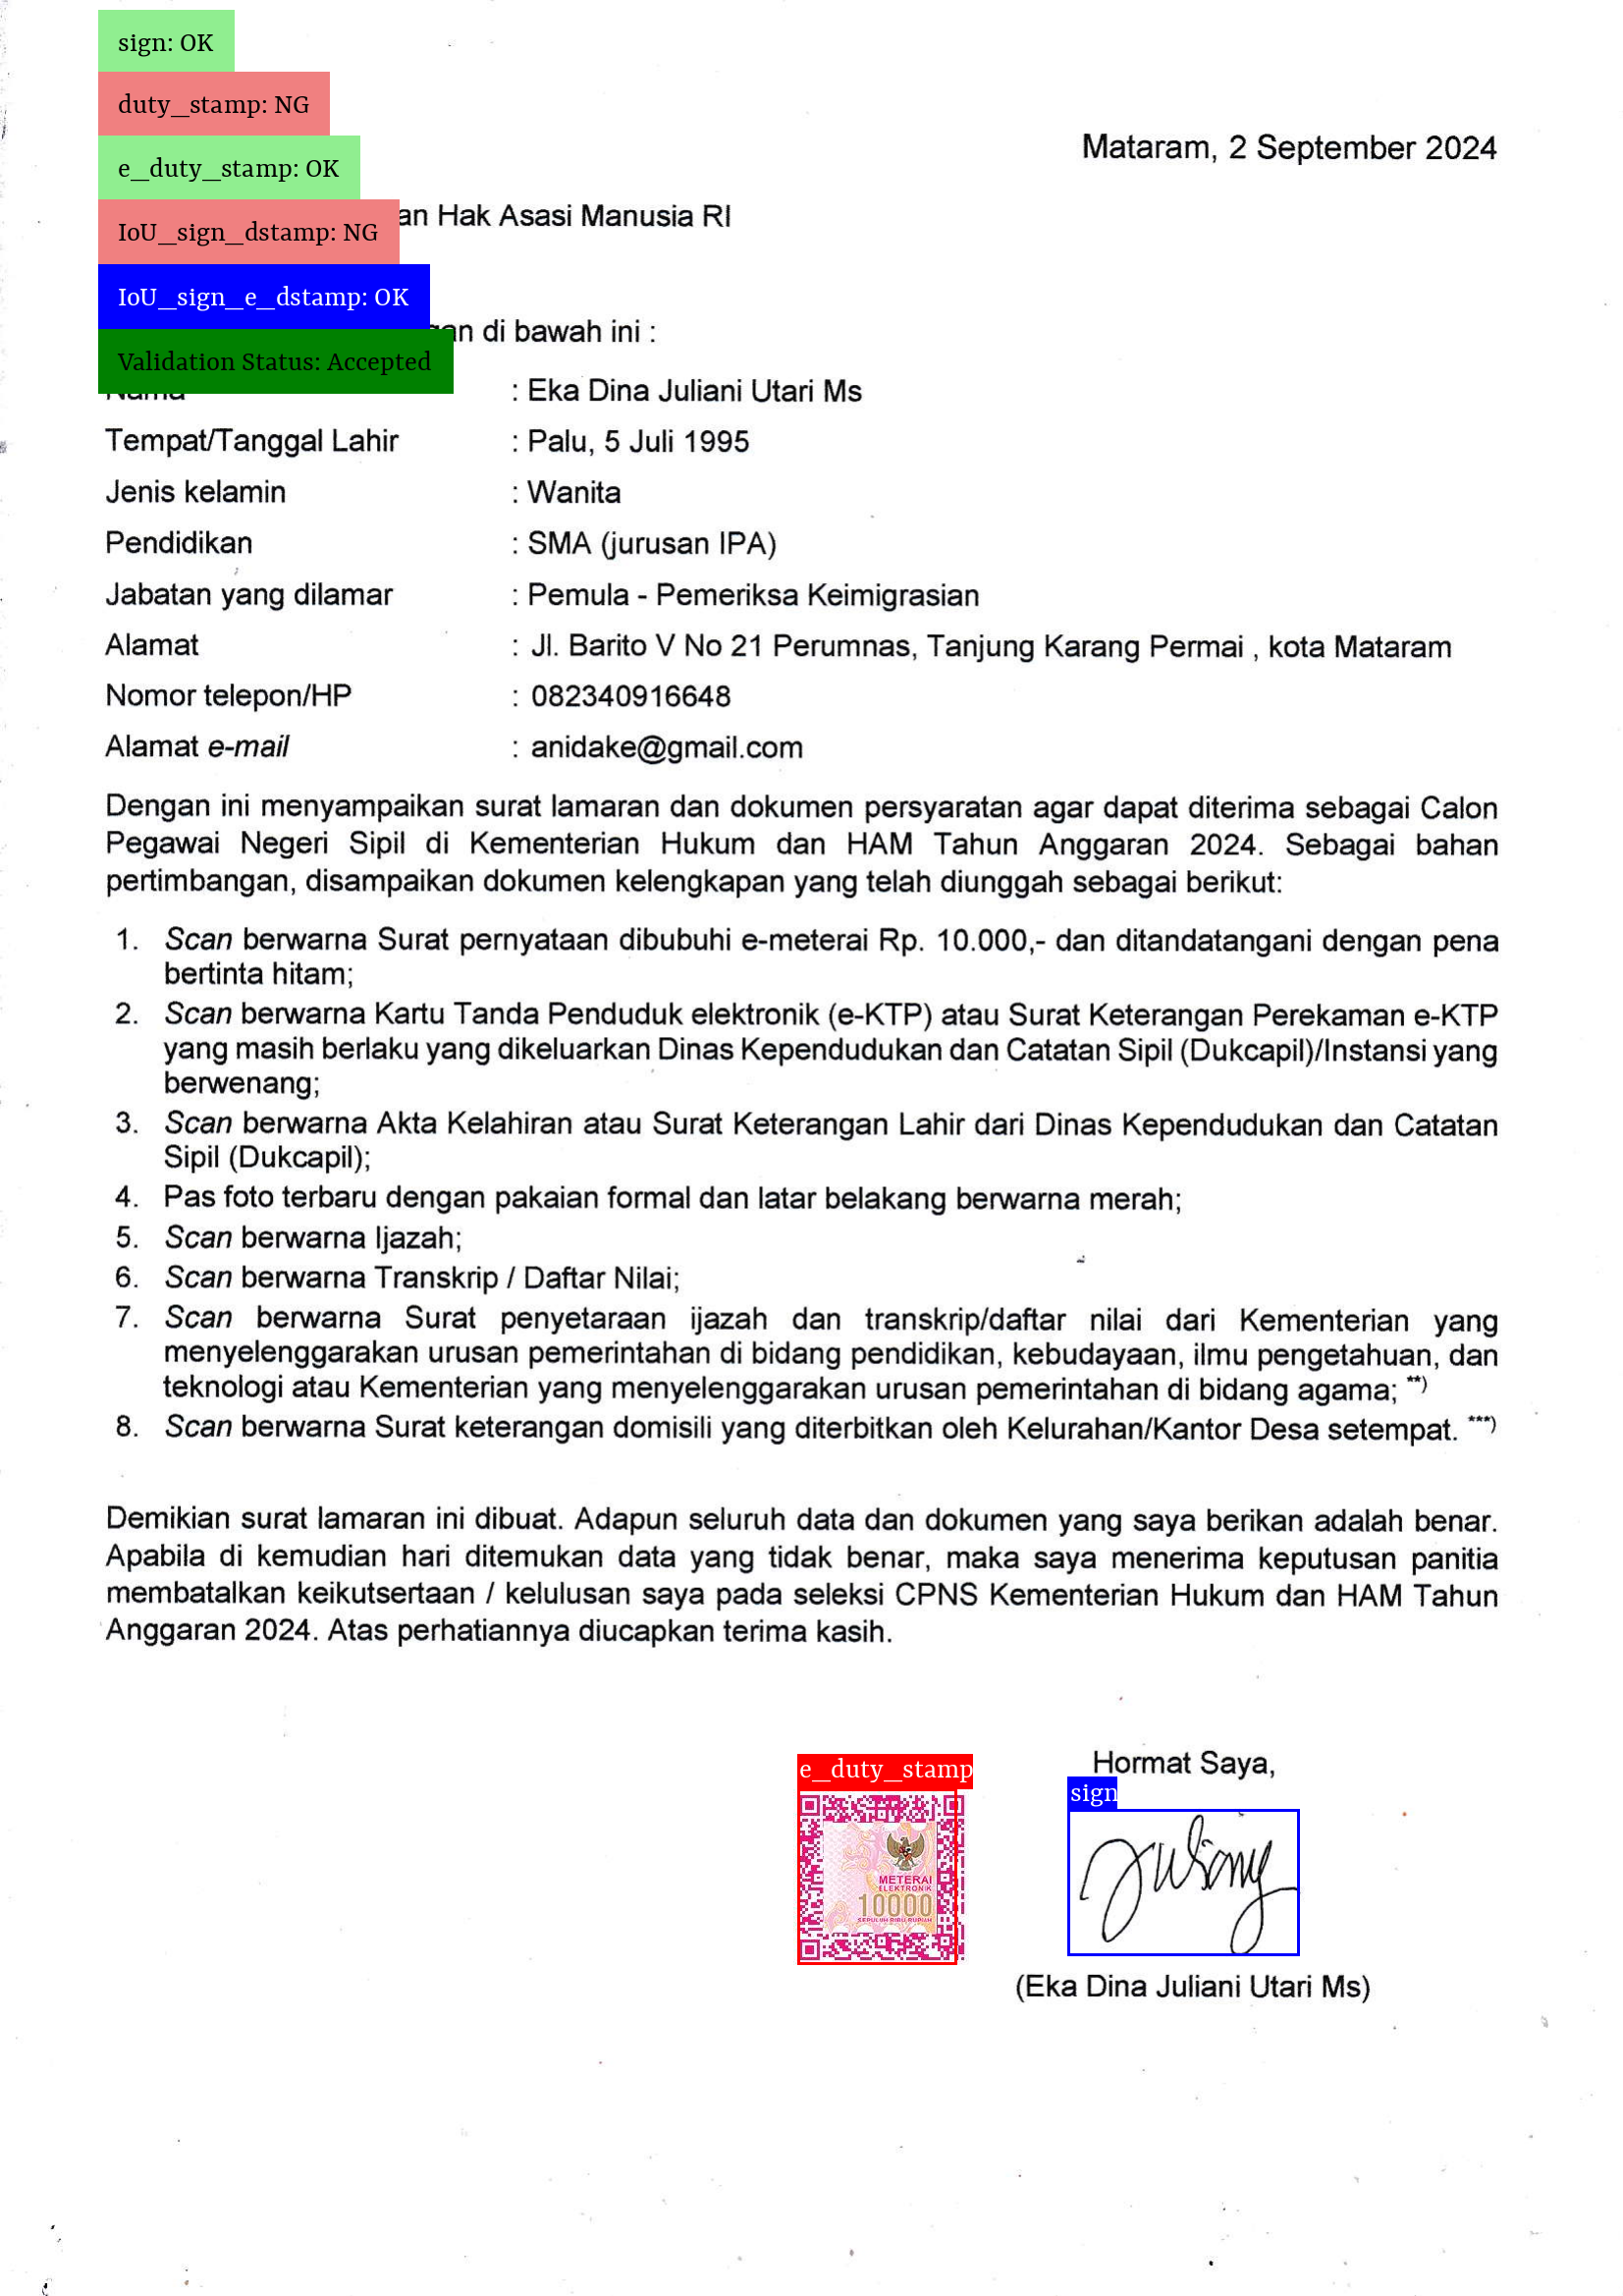 sign: OK
duty_stamp: NG
e_duty_stamp: OK
IoU_sign_dstamp: NG
IoU_sign_e_dstamp: OK
Validation Status: Accepted
Mataram, 2 September 2024
an Hak Asasi Manusia RI
an di bawah ini :
Nama : Eka Dina Juliani Utari Ms
Tempat/Tanggal Lahir : Palu, 5 Juli 1995
Jenis kelamin : Wanita
Pendidikan : SMA (jurusan IPA)
Jabatan yang dilamar : Pemula - Pemeriksa Keimigrasian
Alamat : Jl. Barito V No 21 Perumnas, Tanjung Karang Permai , kota Mataram
Nomor telepon/HP : 082340916648
Alamat e-mail : anidake@gmail.com
Dengan ini menyampaikan surat lamaran dan dokumen persyaratan agar dapat diterima sebagai Calon
Pegawai Negeri Sipil di Kementerian Hukum dan HAM Tahun Anggaran 2024. Sebagai bahan
pertimbangan, disampaikan dokumen kelengkapan yang telah diunggah sebagai berikut:
1. Scan berwarna Surat pernyataan dibubuhi e-meterai Rp. 10.000,- dan ditandatangani dengan pena
bertinta hitam;
2. Scan berwarna Kartu Tanda Penduduk elektronik (e-KTP) atau Surat Keterangan Perekaman e-KTP
yang masih berlaku yang dikeluarkan Dinas Kependudukan dan Catatan Sipil (Dukcapil)/Instansi yang
berwenang;
3. Scan berwarna Akta Kelahiran atau Surat Keterangan Lahir dari Dinas Kependudukan dan Catatan
Sipil (Dukcapil);
4. Pas foto terbaru dengan pakaian formal dan latar belakang berwarna merah;
5. Scan berwarna Ijazah;
6. Scan berwarna Transkrip / Daftar Nilai;
7. Scan berwarna Surat penyetaraan ijazah dan transkrip/daftar nilai dari Kementerian yang
menyelenggarakan urusan pemerintahan di bidang pendidikan, kebudayaan, ilmu pengetahuan, dan
teknologi atau Kementerian yang menyelenggarakan urusan pemerintahan di bidang agama; **)
8. Scan berwarna Surat keterangan domisili yang diterbitkan oleh Kelurahan/Kantor Desa setempat. ***)
Demikian surat lamaran ini dibuat. Adapun seluruh data dan dokumen yang saya berikan adalah benar.
Apabila di kemudian hari ditemukan data yang tidak benar, maka saya menerima keputusan panitia
membatalkan keikutsertaan / kelulusan saya pada seleksi CPNS Kementerian Hukum dan HAM Tahun
Anggaran 2024. Atas perhatiannya diucapkan terima kasih.
Hormat Saya,
e_duty_stamp
sign
METERAI
ELEKTRONIK
10000
SEPULUH RIBU RUPIAH
(Eka Dina Juliani Utari Ms)